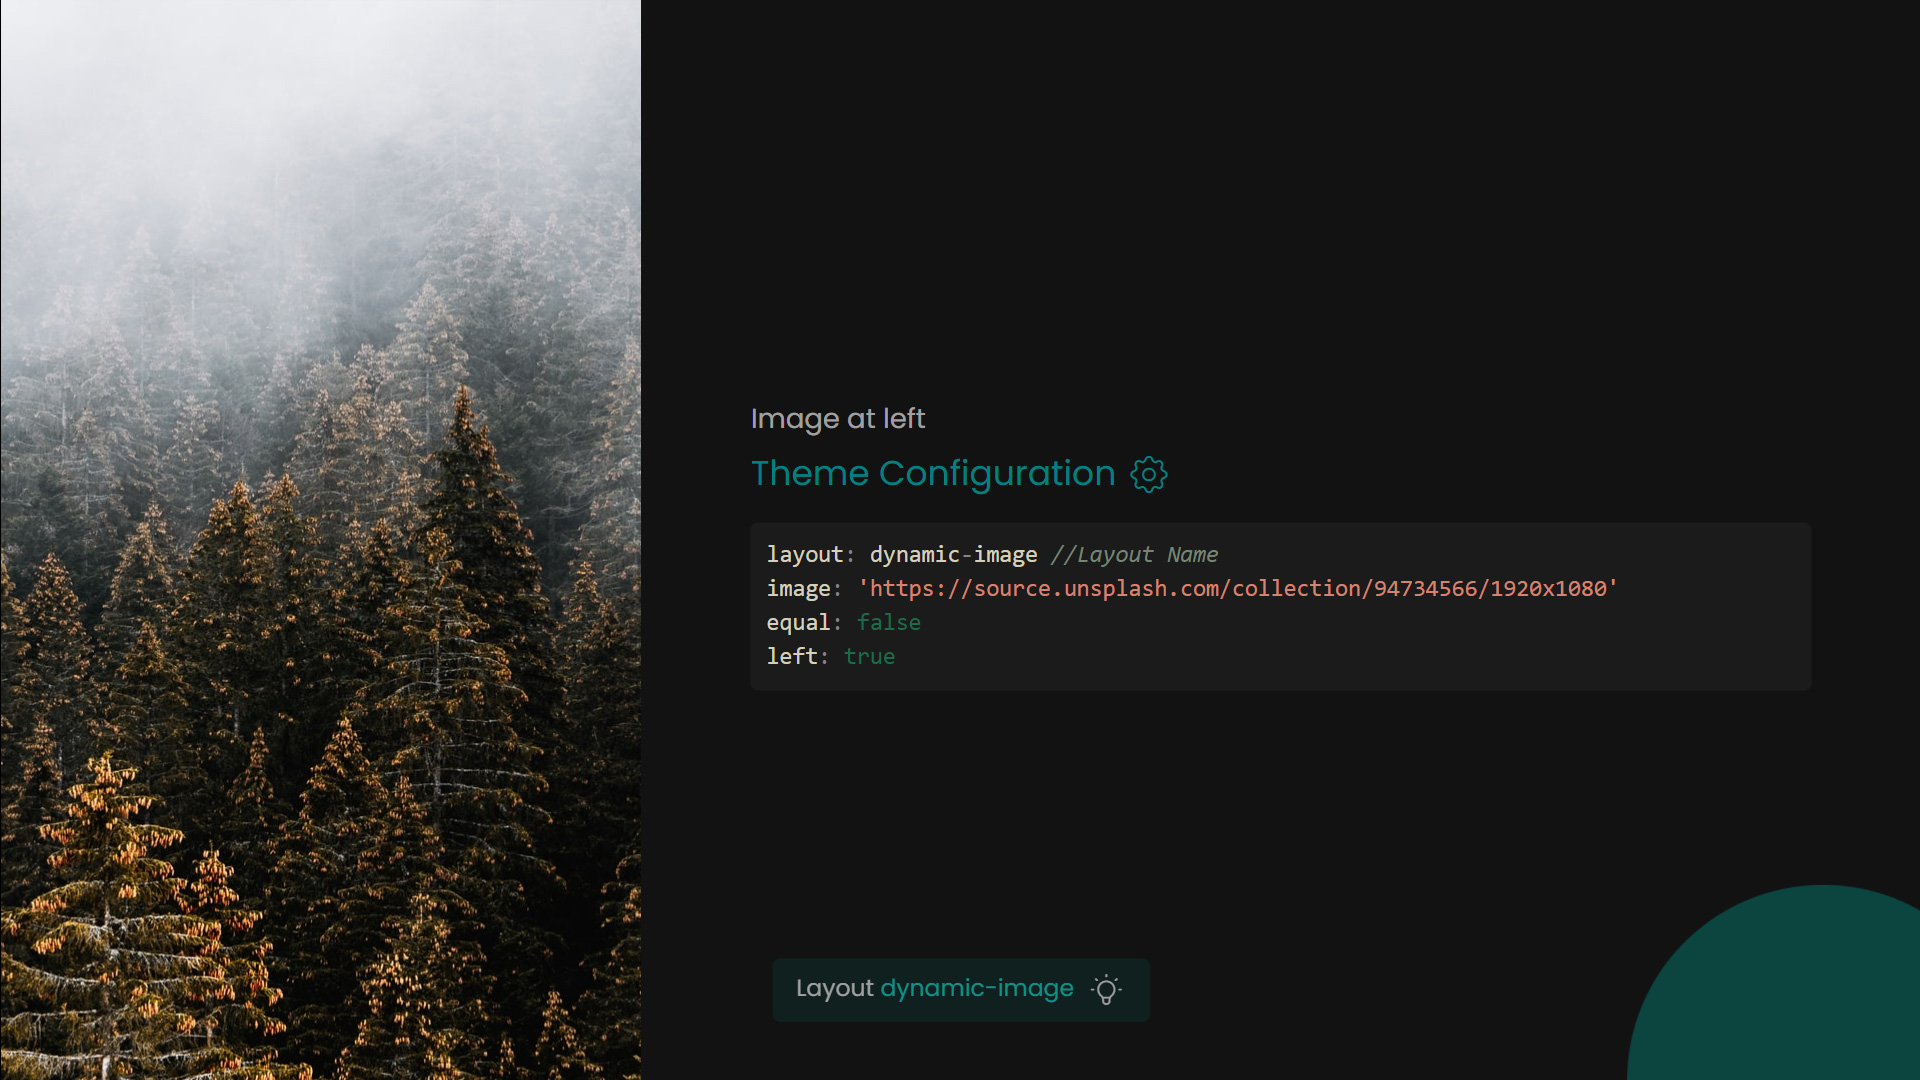 Image at left
Theme Configuration
layout: dynamic-image //Layout Name
image: 'https://source.unsplash.com/collection/94734566/1920x1080'
equal: false
left: true
Layout dynamic-image